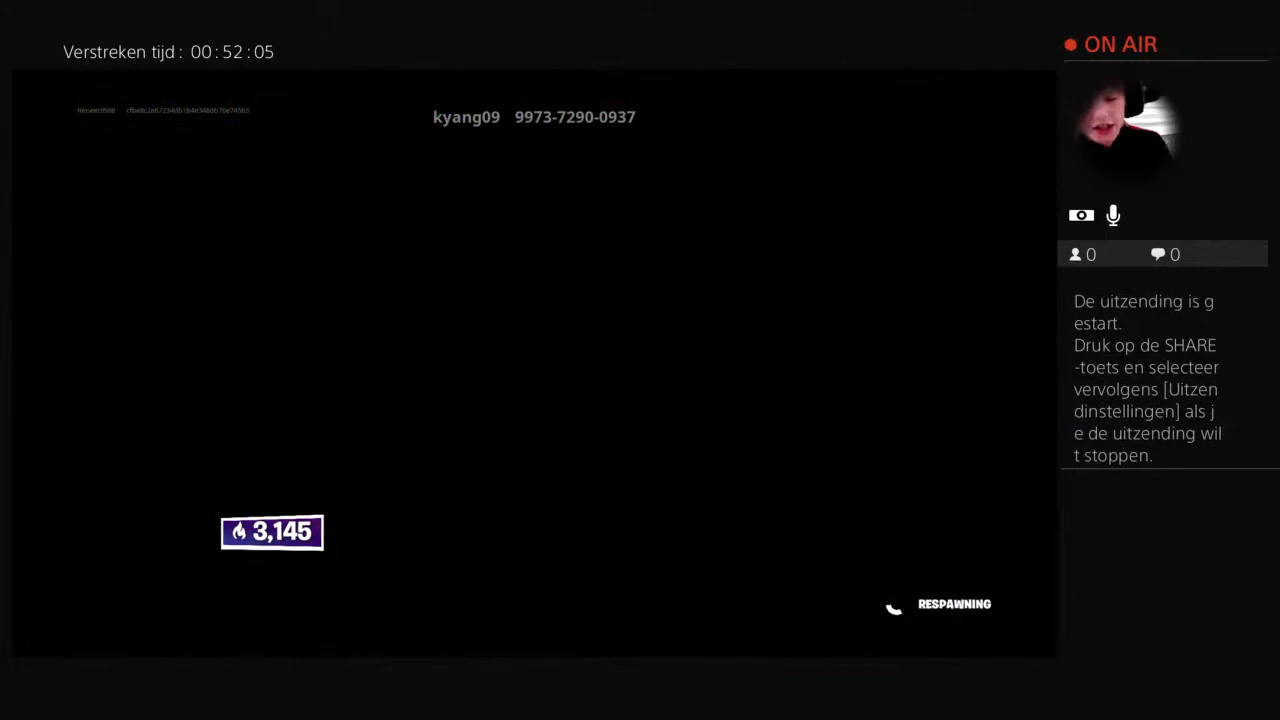 Verstreken tijd: 00:52:05
ON AIR
kyang09 9973-7290-0937
0 0
De uitzending is g
estart.
Druk op de SHARE
-toets en selecteer
vervolgens [Uitzen
dinstellingen] als j
e de uitzending wil
t stoppen.
3,145
RESPAWNING